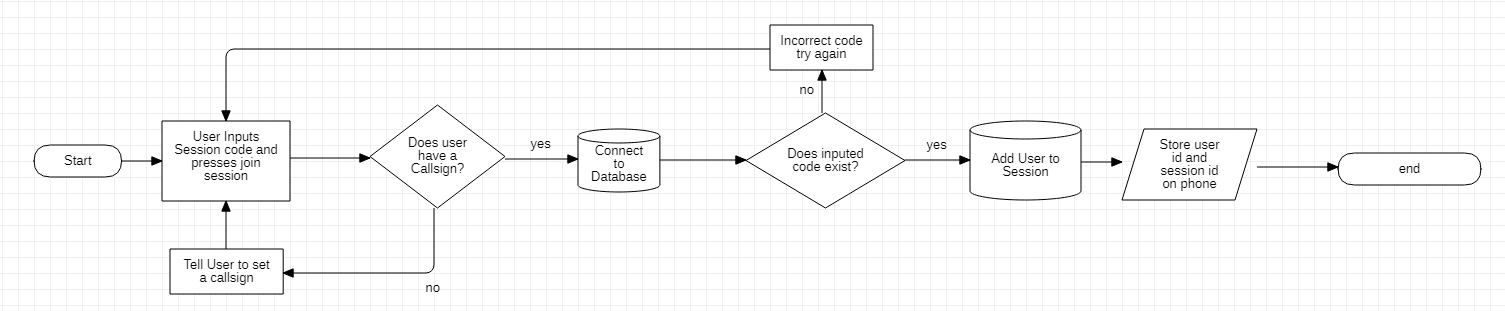 Incorrect code
try again
no
Start
User Inputs
Session code and
presses join
session
Does user
have a
Callsign?
yes
Connect
to
Database
Does inputed
code exist?
yes
Add User to
Session
Store user
id and
session id
on phone
end
Tell User to set
a callsign
no